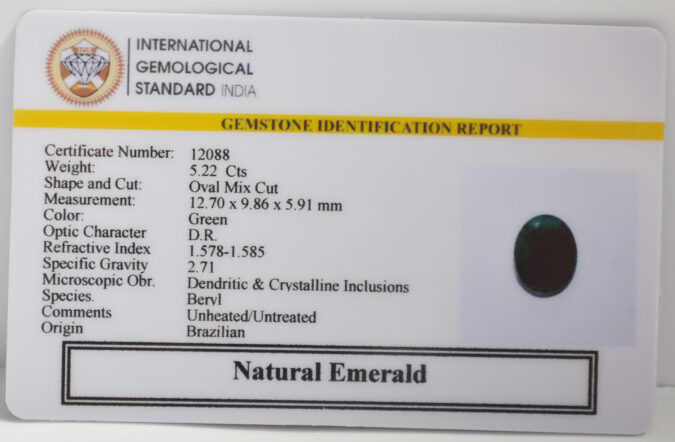 INTERNATIONAL
GEMOLOGICAL
STANDARD INDIA
GEMSTONE IDENTIFICATION REPORT
Certificate Number: 12088
Weight: 5.22 Cts
Shape and Cut: Oval Mix Cut
Measurement: 12.70 x 9.86 x 5.91 mm
Color: Green
Optic Character D.R.
Refractive Index 1.578-1.585
Specific Gravity 2.71
Microscopic Obr. Dendritic & Crystalline Inclusions
Species. Beryl
Comments Unheated/Untreated
Origin Brazilian
Natural Emerald